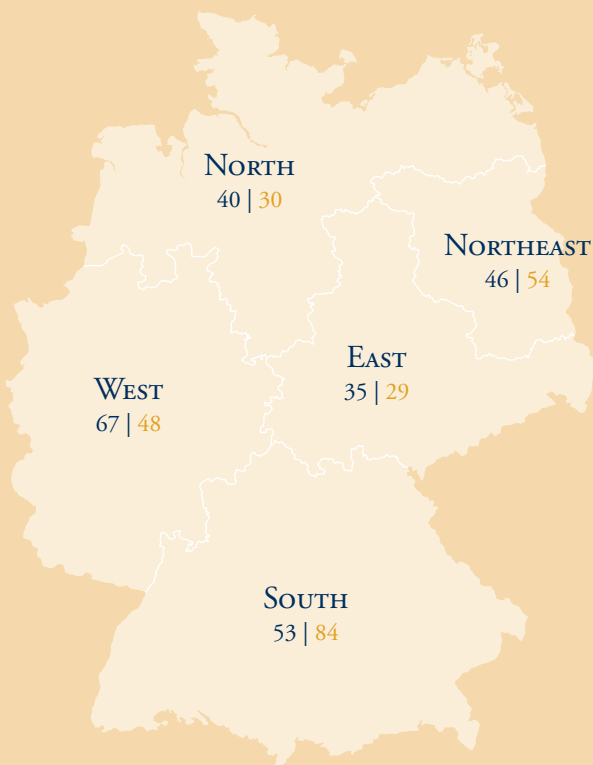 North
40 | 30
Northeast
46 | 54
East
35 | 29
West
67 | 48
South
53 | 84